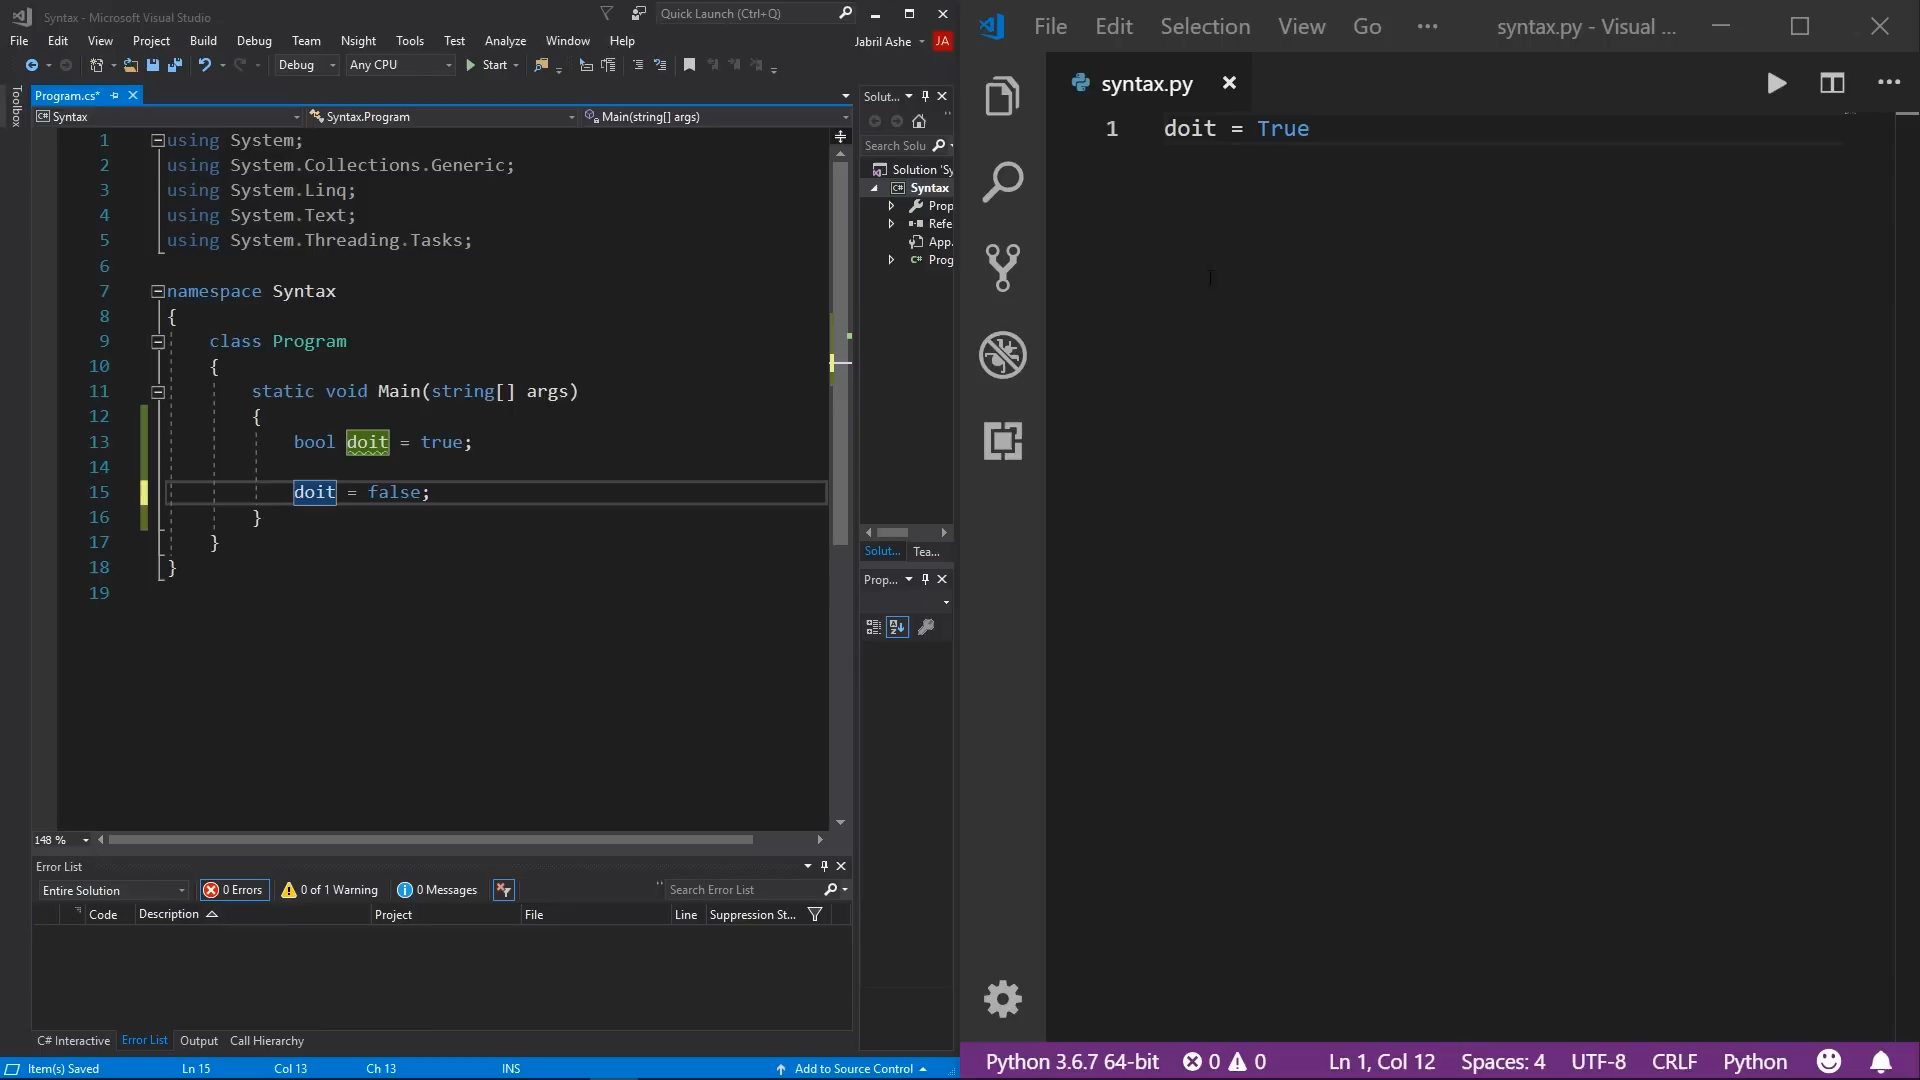 Syntax - Microsoft Visual Studio
Quick Launch (Ctrl+Q)
File Edit View Project Build Debug Team Nsight Tools Test Analyze Window Help
Jabril Ashe JA
Debug Any CPU Start
Toolbox
Program.cs*
C# Syntax Syntax.Program Main(string[] args)
1 using System;
2 using System.Collections.Generic;
3 using System.Linq;
4 using System.Text;
5 using System.Threading.Tasks;
6
7 namespace Syntax
8 {
9 class Program
10 {
11 static void Main(string[] args)
12 {
13 bool doit = true;
14
15 doit = false;
16 }
17 }
18 }
19
148 %
Solut...
Search Solu
Solution 'Sy
C# Syntax
Prop
Refe
App.
C# Prog
Solut... Tea...
Prop...
Error List
Entire Solution 0 Errors 0 of 1 Warning 0 Messages Search Error List
Code Description Project File Line Suppression St...
C# Interactive Error List Output Call Hierarchy
Item(s) Saved Ln 15 Col 13 Ch 13 INS Add to Source Control
File Edit Selection View Go ··· syntax.py - Visual ...
syntax.py
1 doit = True
Python 3.6.7 64-bit 0 0 Ln 1, Col 12 Spaces: 4 UTF-8 CRLF Python